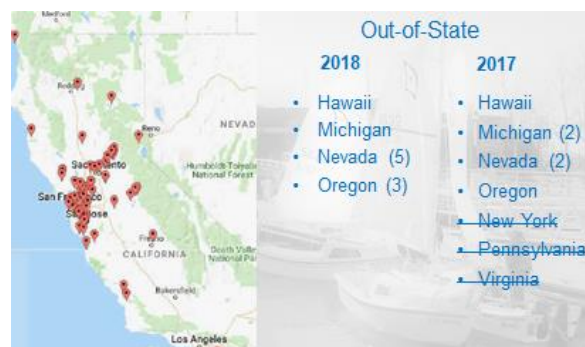 Medford
Redding
Reno
NEVAD
Sacramento
Humboldt-Toiyabe
National Forest
San Francisco
San Jose
Fresno
CALIFORNIA
Death Valley
National Pa
Bakersfield
Los Angeles
Out-of-State
2018
• Hawaii
• Michigan
• Nevada (5)
• Oregon (3)
2017
• Hawaii
• Michigan (2)
• Nevada (2)
• Oregon
• New York
• Pennsylvania
• Virginia